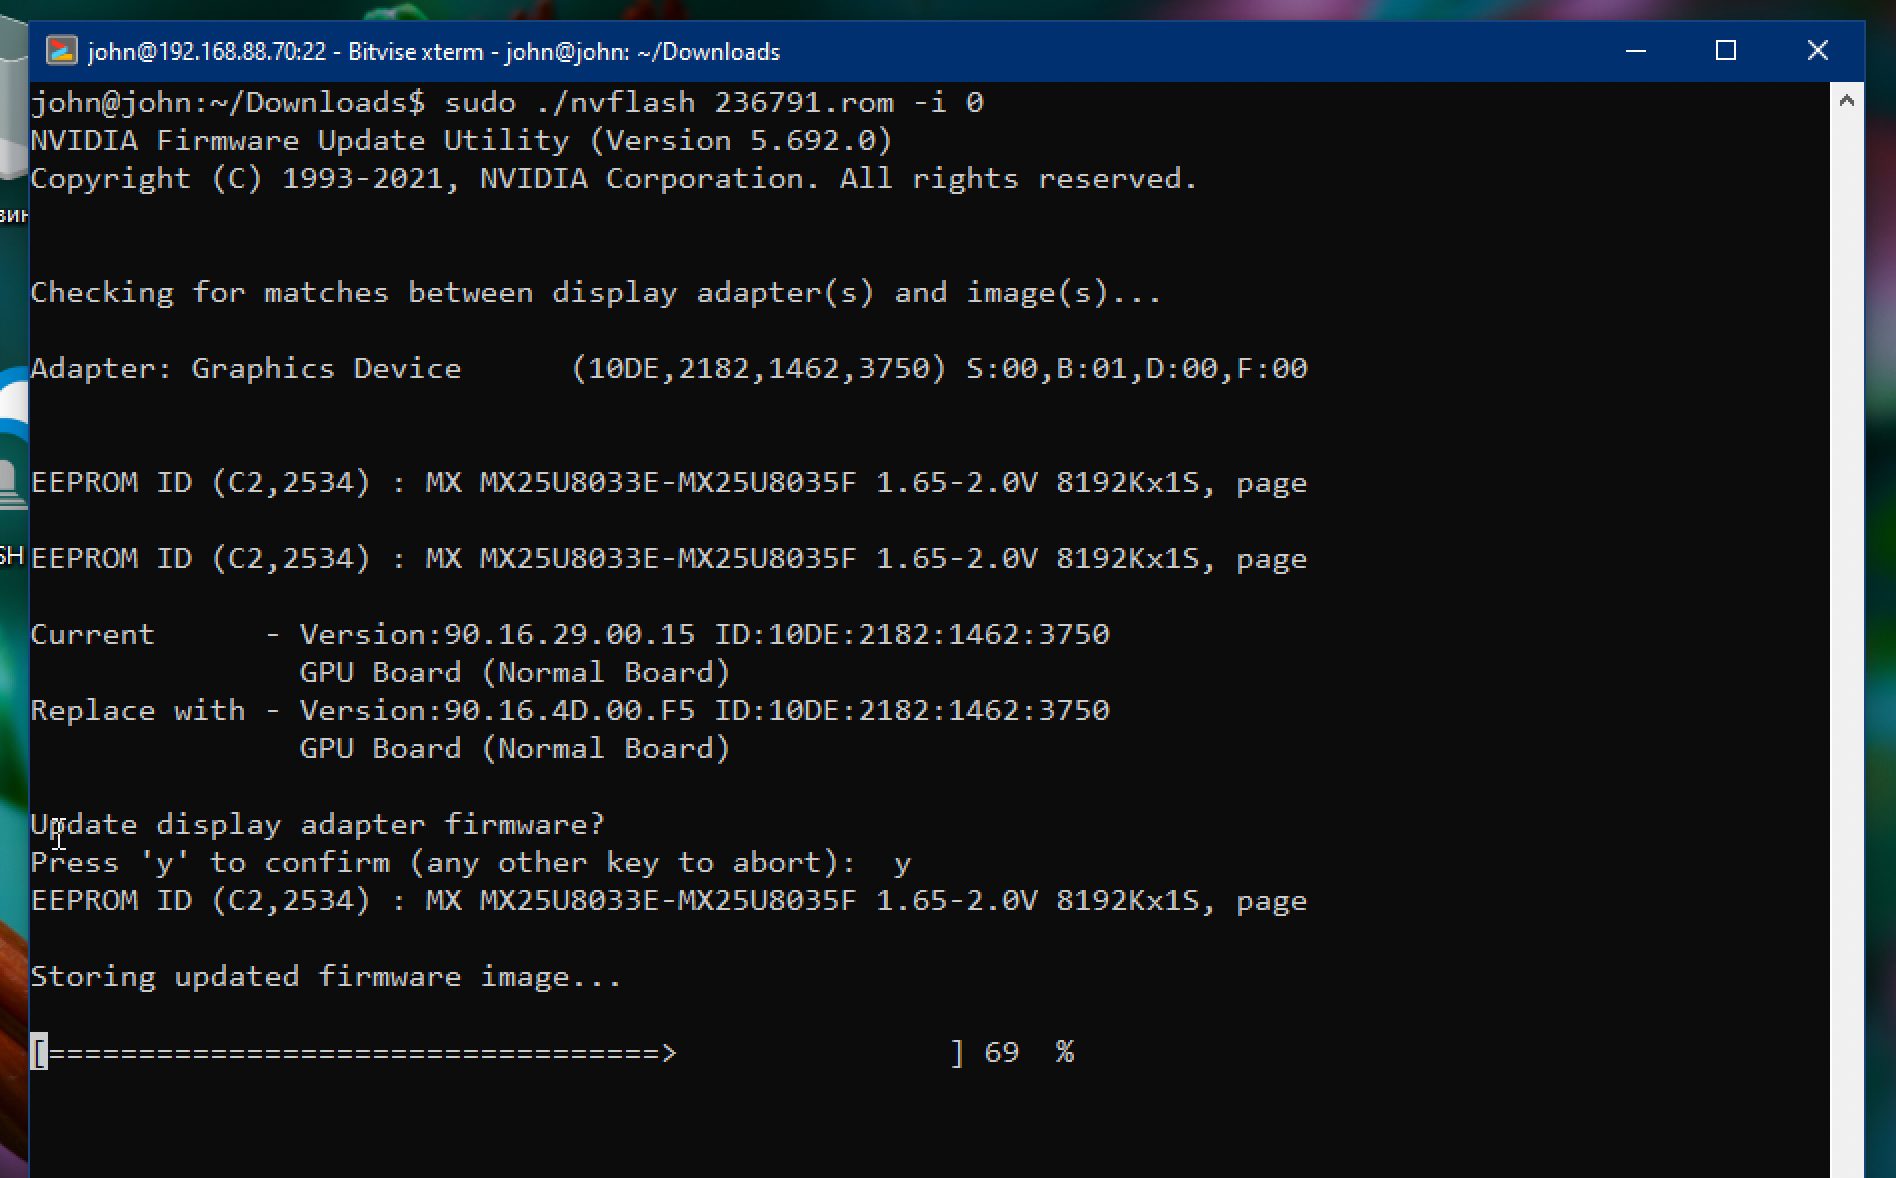 john@192.168.88.70:22 - Bitvise xterm - john@john: ~/Downloads
john@john:~/Downloads$ sudo ./nvflash 236791.rom -i 0
NVIDIA Firmware Update Utility (Version 5.692.0)
Copyright (C) 1993-2021, NVIDIA Corporation. All rights reserved.
Checking for matches between display adapter(s) and image(s)...
Adapter: Graphics Device      (10DE,2182,1462,3750) S:00,B:01,D:00,F:00
EEPROM ID (C2,2534) : MX MX25U8033E-MX25U8035F 1.65-2.0V 8192Kx1S, page
EEPROM ID (C2,2534) : MX MX25U8033E-MX25U8035F 1.65-2.0V 8192Kx1S, page
Current      - Version:90.16.29.00.15 ID:10DE:2182:1462:3750
GPU Board (Normal Board)
Replace with - Version:90.16.4D.00.F5 ID:10DE:2182:1462:3750
GPU Board (Normal Board)
Update display adapter firmware?
Press 'y' to confirm (any other key to abort):  y
EEPROM ID (C2,2534) : MX MX25U8033E-MX25U8035F 1.65-2.0V 8192Kx1S, page
Storing updated firmware image...
[==================================>               ] 69  %